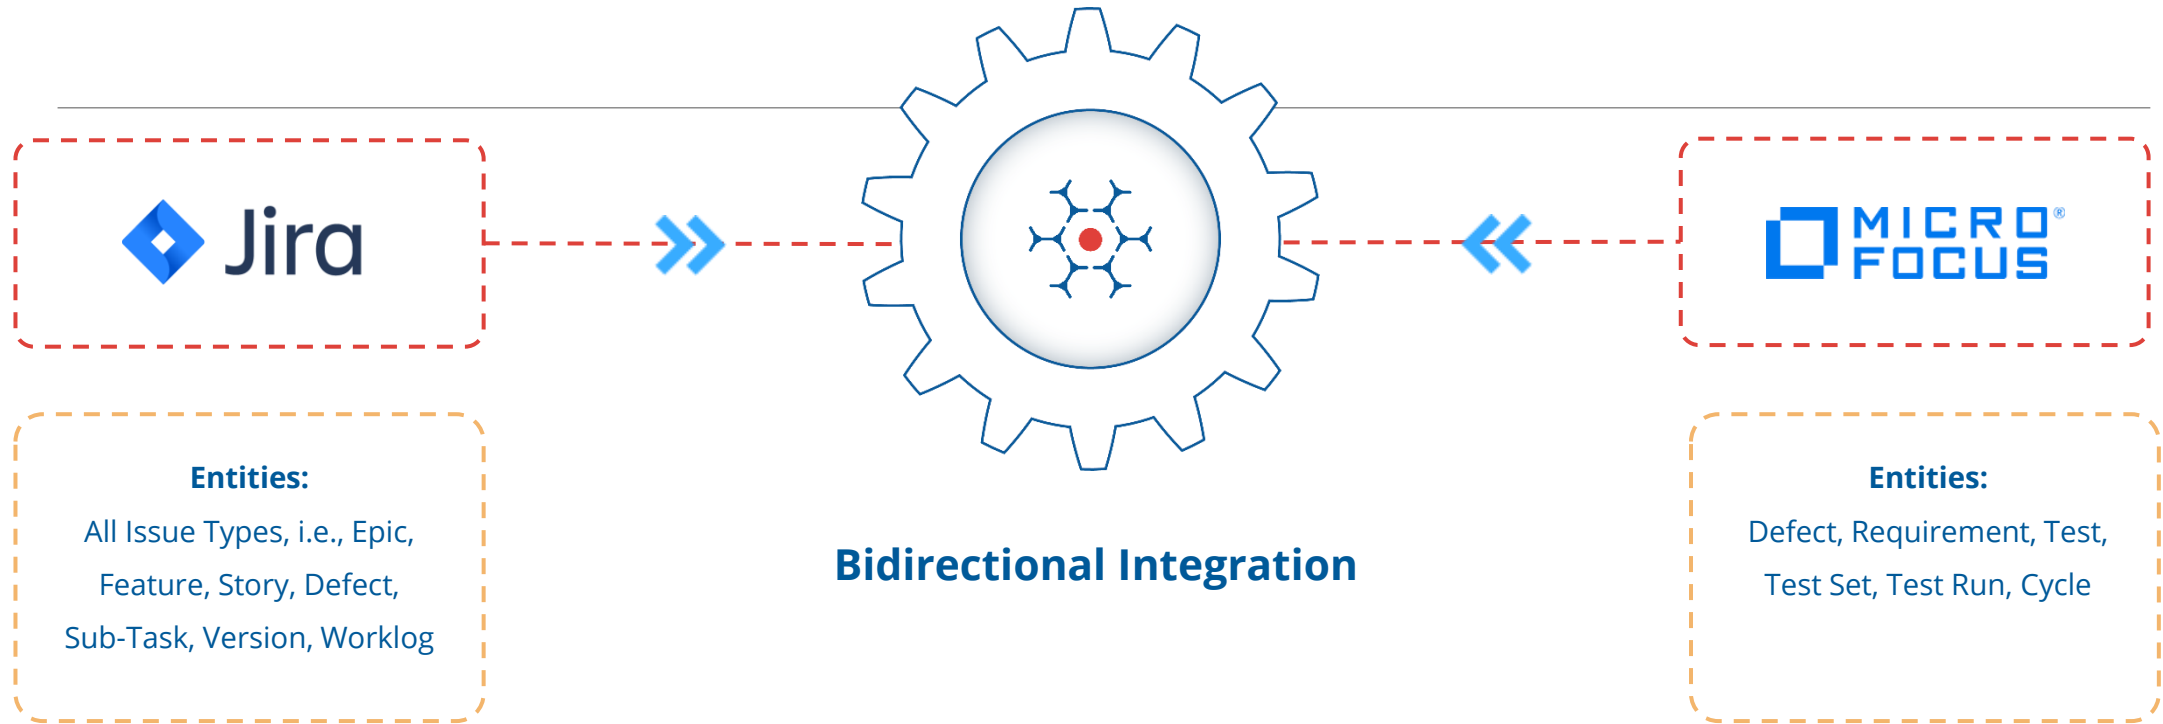 Jira
MICRO®
FOCUS
Entities:
All Issue Types, i.e., Epic,
Feature, Story, Defect,
Sub-Task, Version, Worklog
Bidirectional Integration
Entities:
Defect, Requirement, Test,
Test Set, Test Run, Cycle